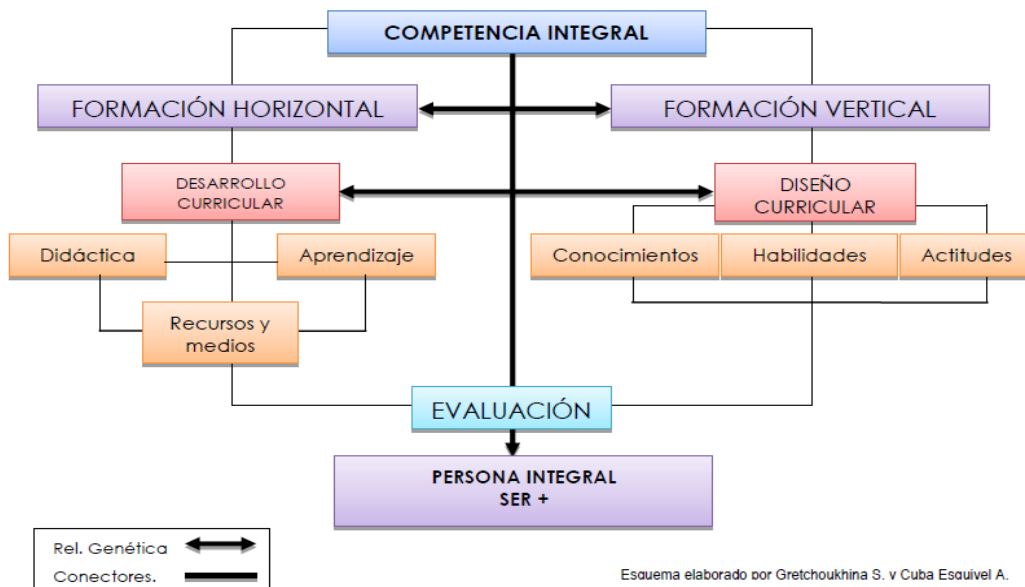 COMPETENCIA INTEGRAL
FORMACIÓN HORIZONTAL
FORMACIÓN VERTICAL
DESARROLLO
CURRICULAR
DISEÑO
CURRICULAR
Didáctica
Aprendizaje
Conocimientos
Habilidades
Actitudes
Recursos y
medios
EVALUACIÓN
PERSONA INTEGRAL
SER +
Rel. Genética
Conectores.
Esquema elaborado por Gretchoukhina S. y Cuba Esquivel A.